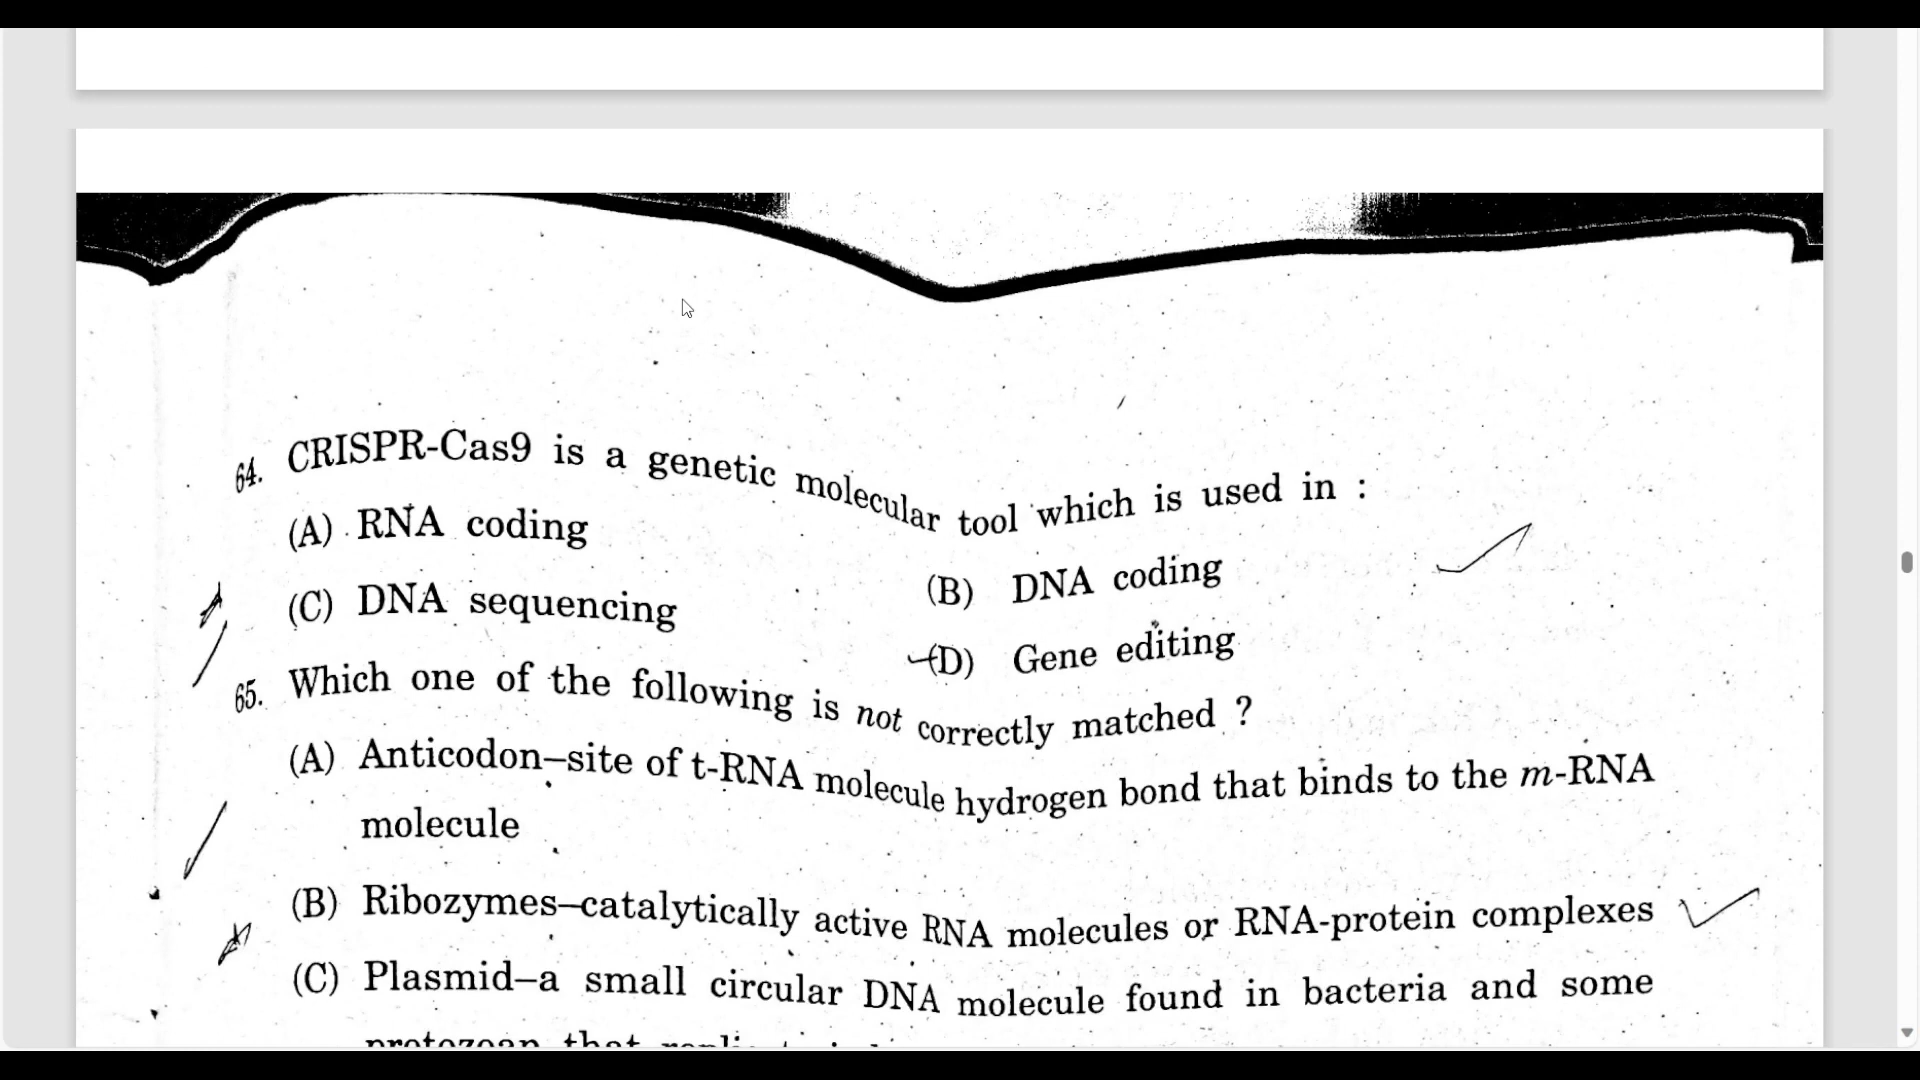 64. CRISPR-Cas9 is a genetic molecular tool which is used in :
(A) RNA coding
(B) DNA coding
(C) DNA sequencing
(D) Gene editing
65. Which one of the following is not correctly matched ?
(A) Anticodon–site of t-RNA molecule hydrogen bond that binds to the m-RNA
molecule
(B) Ribozymes–catalytically active RNA molecules or RNA-protein complexes
(C) Plasmid–a small circular DNA molecule found in bacteria and some
protozoan that